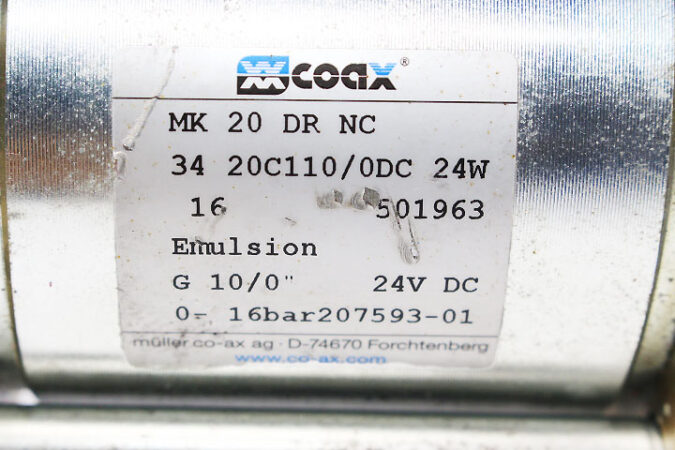 coax®
MK 20 DR NC
34 20C110/0DC 24W
16 501963
Emulsion
G 10/0" 24V DC
0- 16bar207593-01
müller co-ax ag · D-74670 Forchtenberg
www.co-ax.com